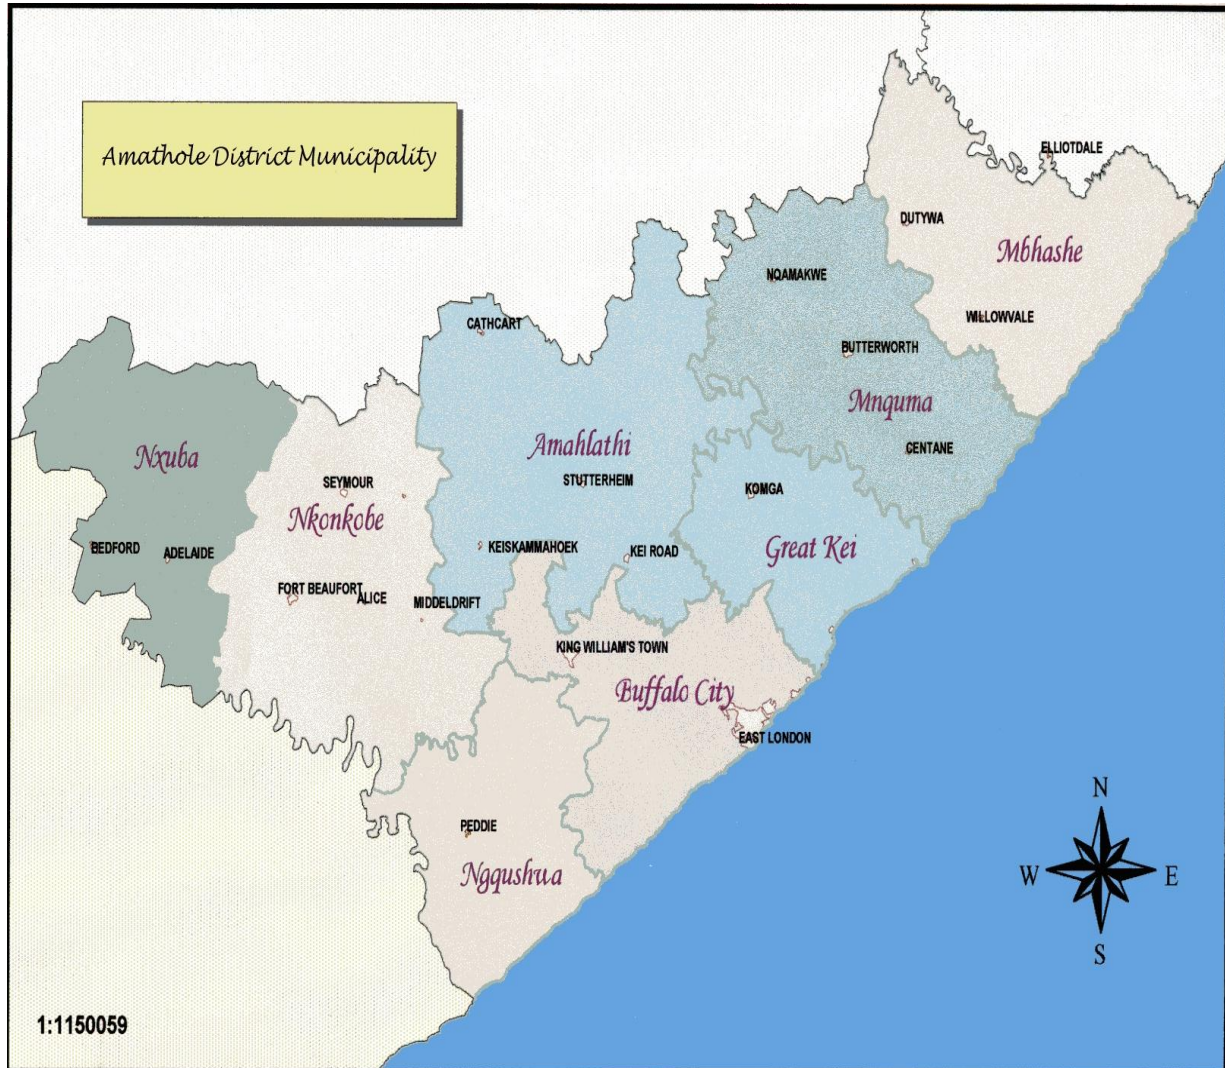 Amathole District Municipality
ELLIOTDALE
DUTYWA
Mbhashe
NQAMAKWE
WILLOWVALE
CATHCART
BUTTERWORTH
Mnquma
Amahlathi
CENTANE
Nxuba
STUTTERHEIM
SEYMOUR
KOMGA
Nkonkobe
BEDFORD
ADELAIDE
KEISKAMMAHOEK
KEI ROAD
Great Kei
FORT BEAUFORT
ALICE
MIDDELDRIFT
KING WILLIAM'S TOWN
Buffalo City
EAST LONDON
PEDDIE
Ngqushua
N
W
E
S
1:1150059